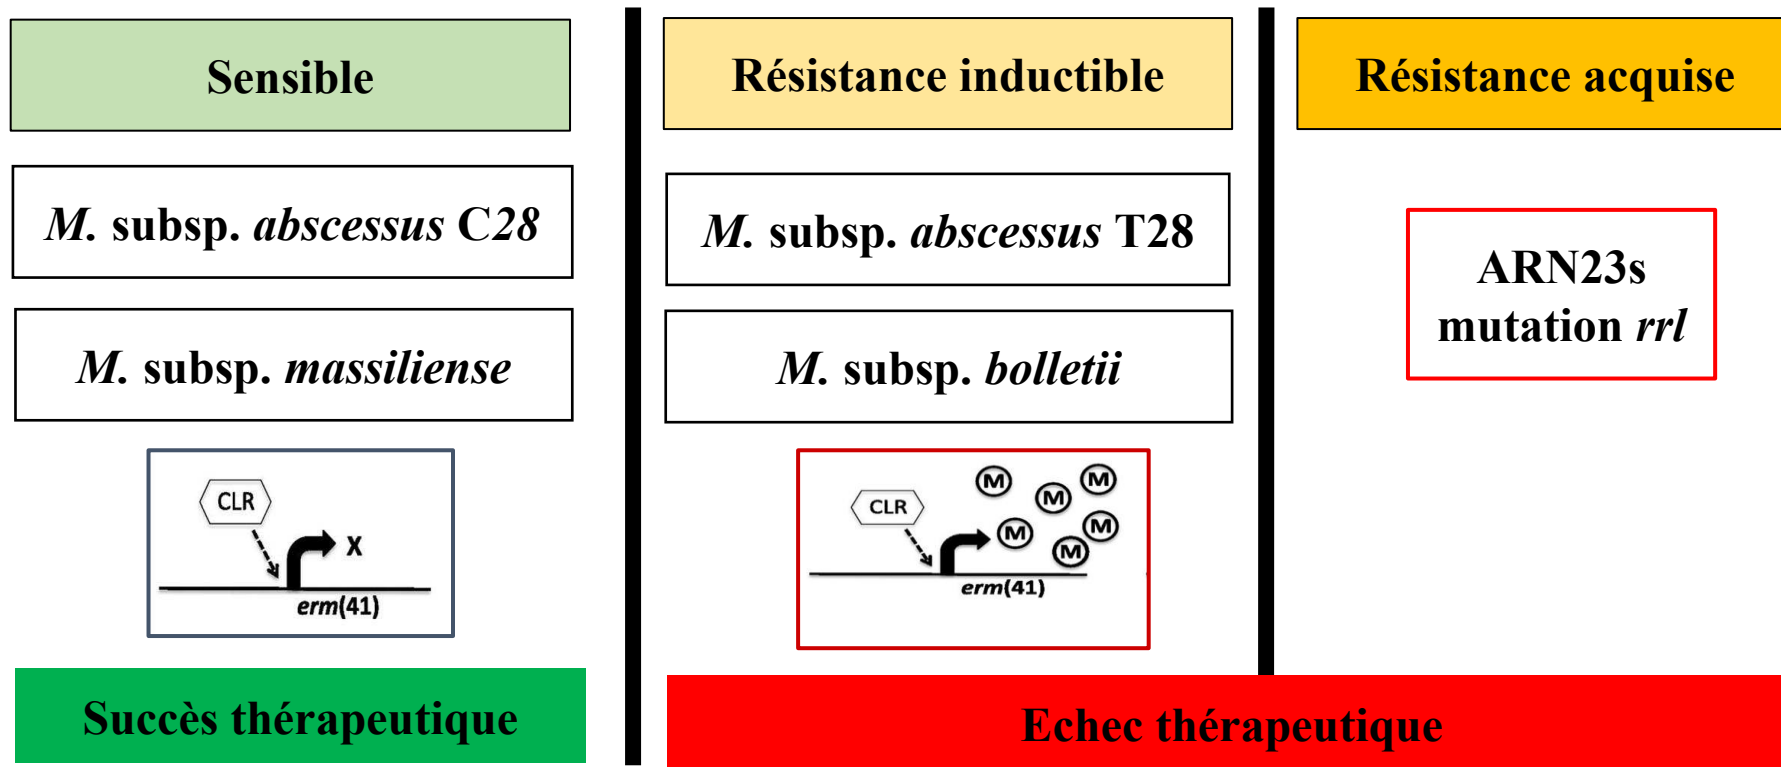 Sensible
M. subsp. abscessus C28
M. subsp. massiliense
CLR
X
erm(41)
Succès thérapeutique
Résistance inductible
M. subsp. abscessus T28
M. subsp. bolletii
CLR
M
M
M
M
M
M
erm(41)
Résistance acquise
ARN23s
mutation rrl
Echec thérapeutique